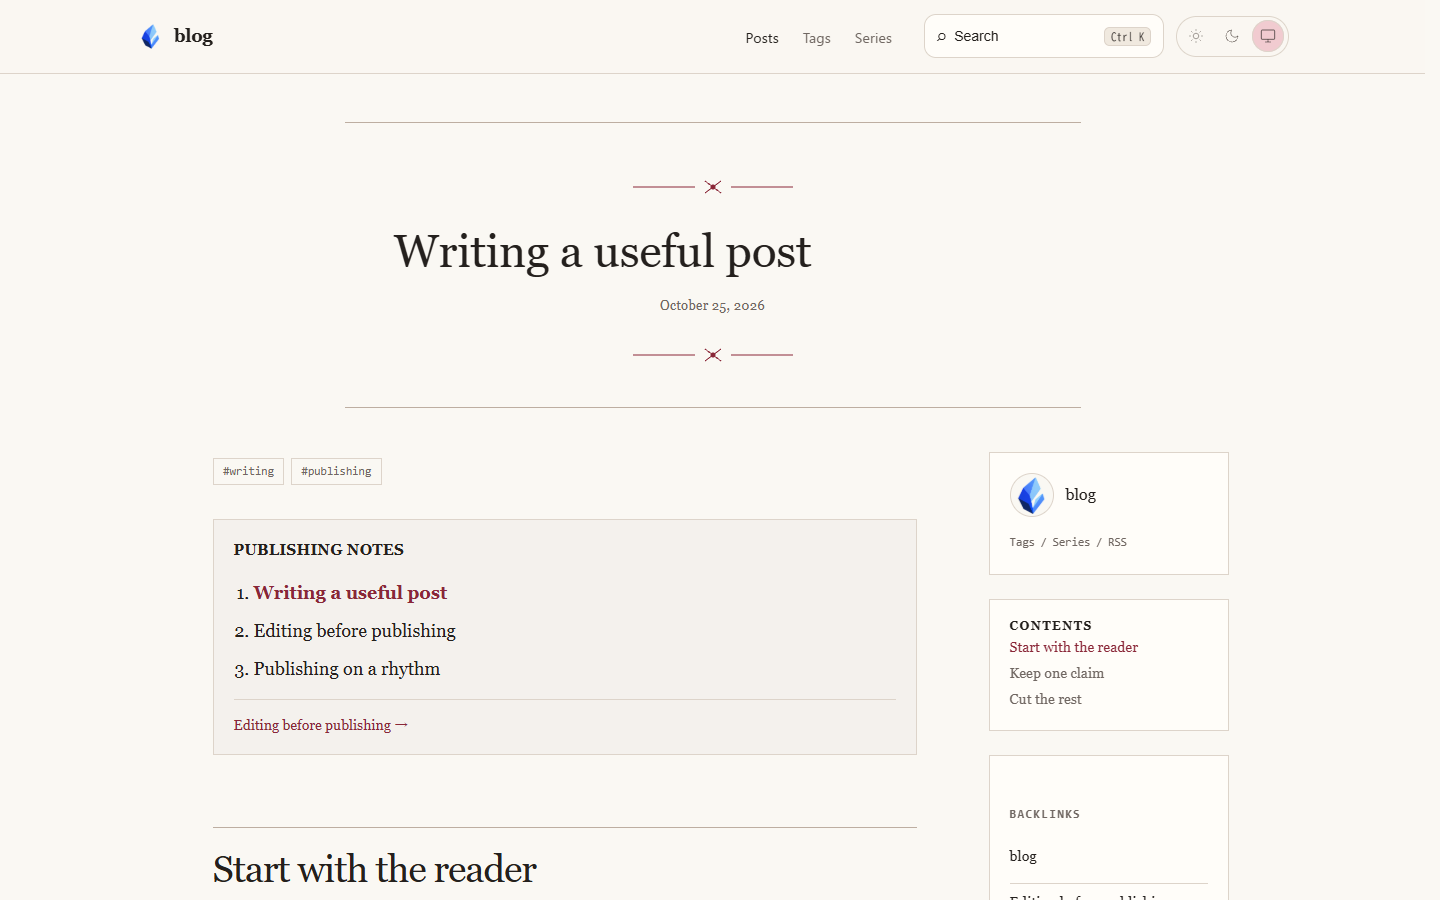 blog
Posts
Tags
Series
Search
Ctrl K
Writing a useful post
October 25, 2026
#writing
#publishing
PUBLISHING NOTES
1. Writing a useful post
2. Editing before publishing
3. Publishing on a rhythm
Editing before publishing →
Start with the reader
blog
Tags / Series / RSS
CONTENTS
Start with the reader
Keep one claim
Cut the rest
BACKLINKS
blog